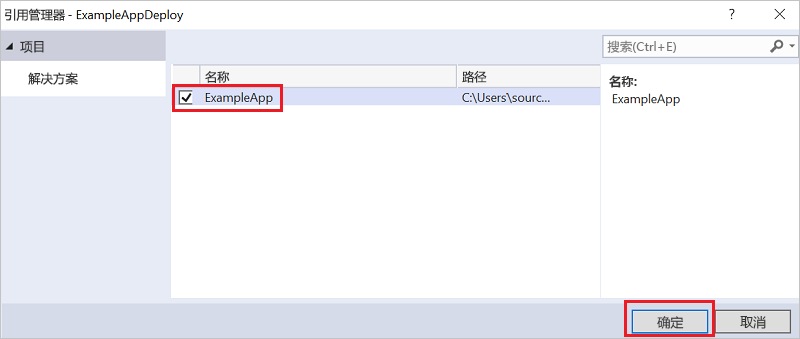 引用管理器 - ExampleAppDeploy
?
项目
搜索(Ctrl+E)
解决方案
名称
路径
名称:
ExampleApp
C:\Users\sourc...
ExampleApp
确定
取消